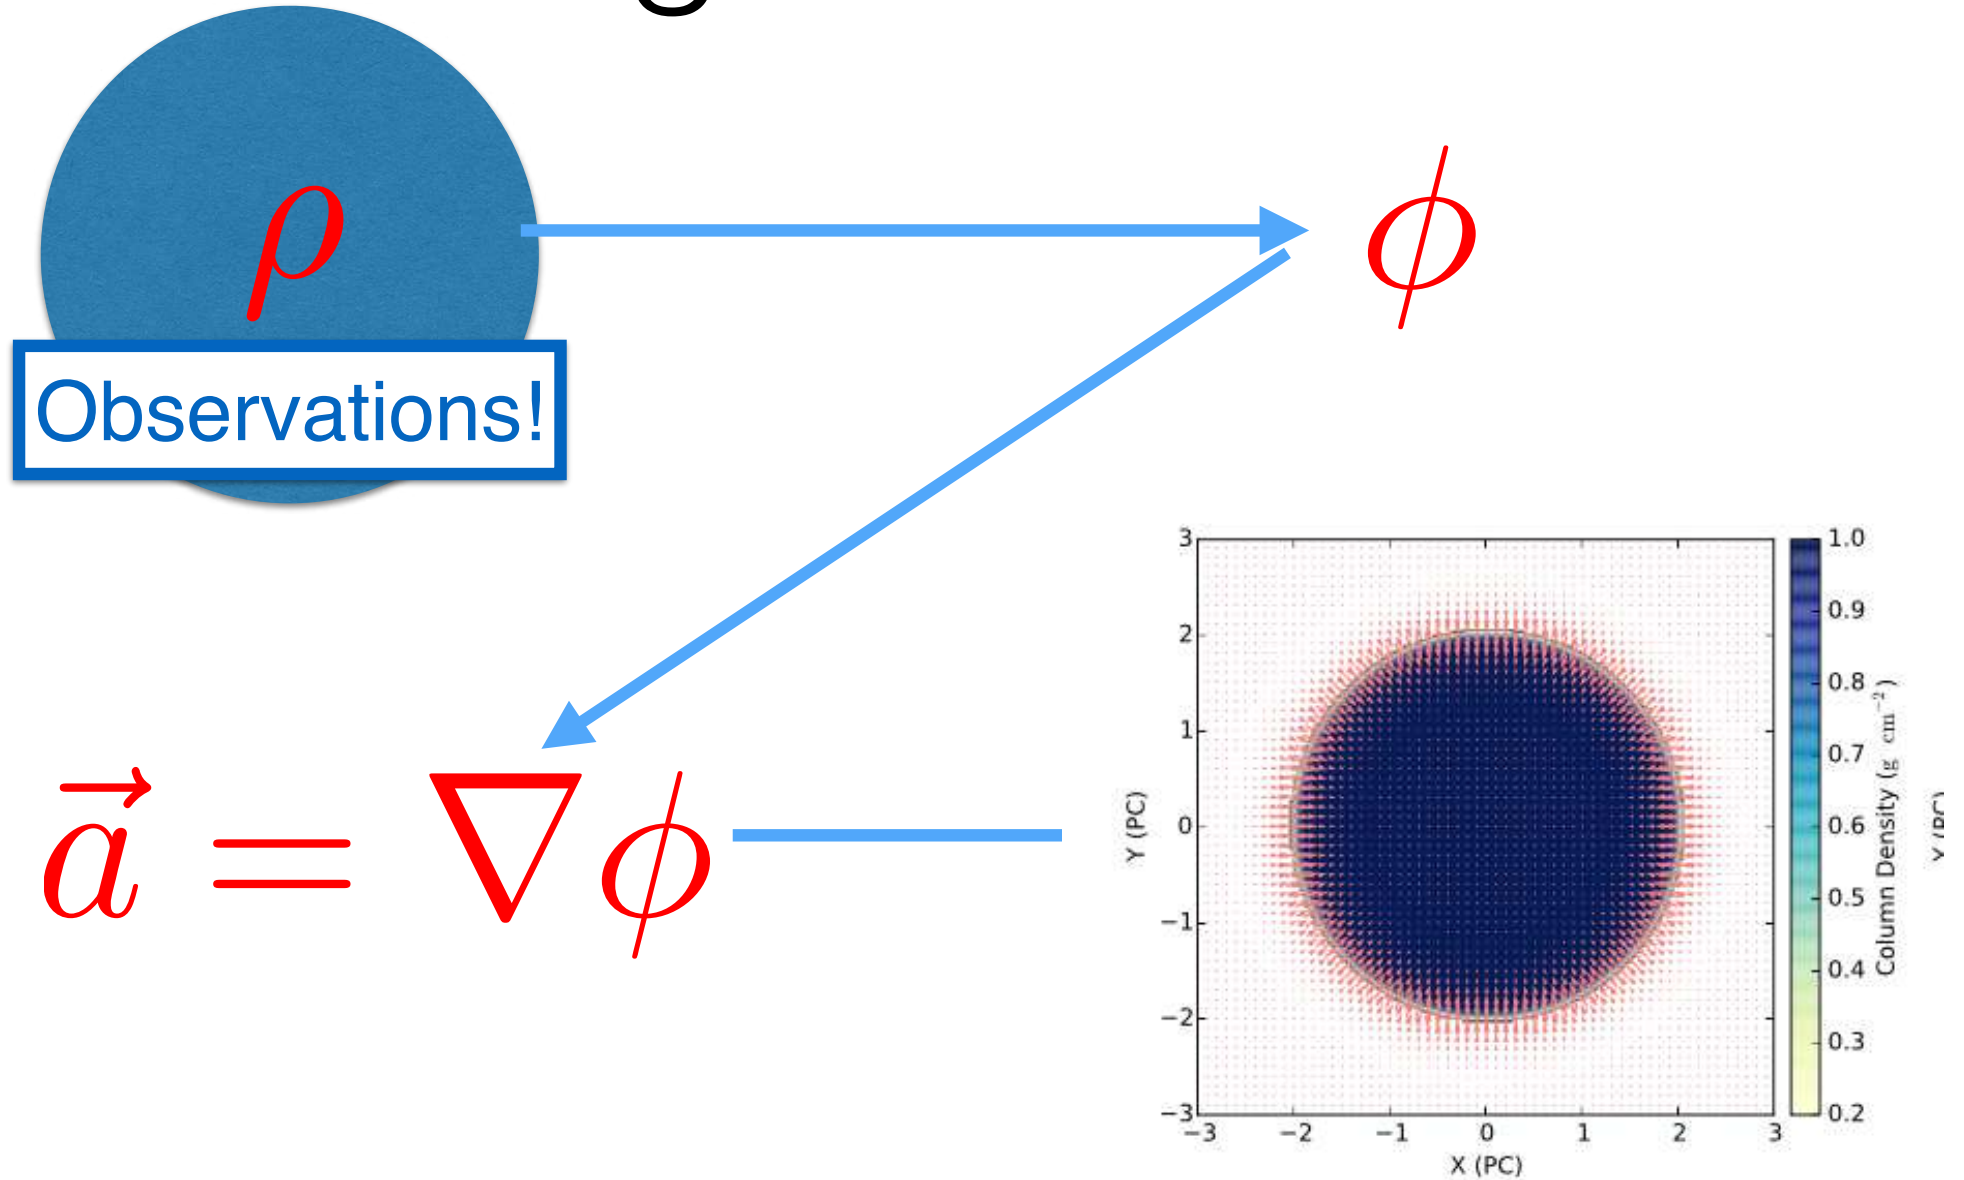 ρ
ϕ
Observations!
a⃗ = ∇ϕ
3
2
1
0
−1
−2
−3
Y (PC)
−3 −2 −1 0 1 2 3
X (PC)
1.0
0.9
0.8
0.7
0.6
0.5
0.4
0.3
0.2
Column Density (g cm⁻²)